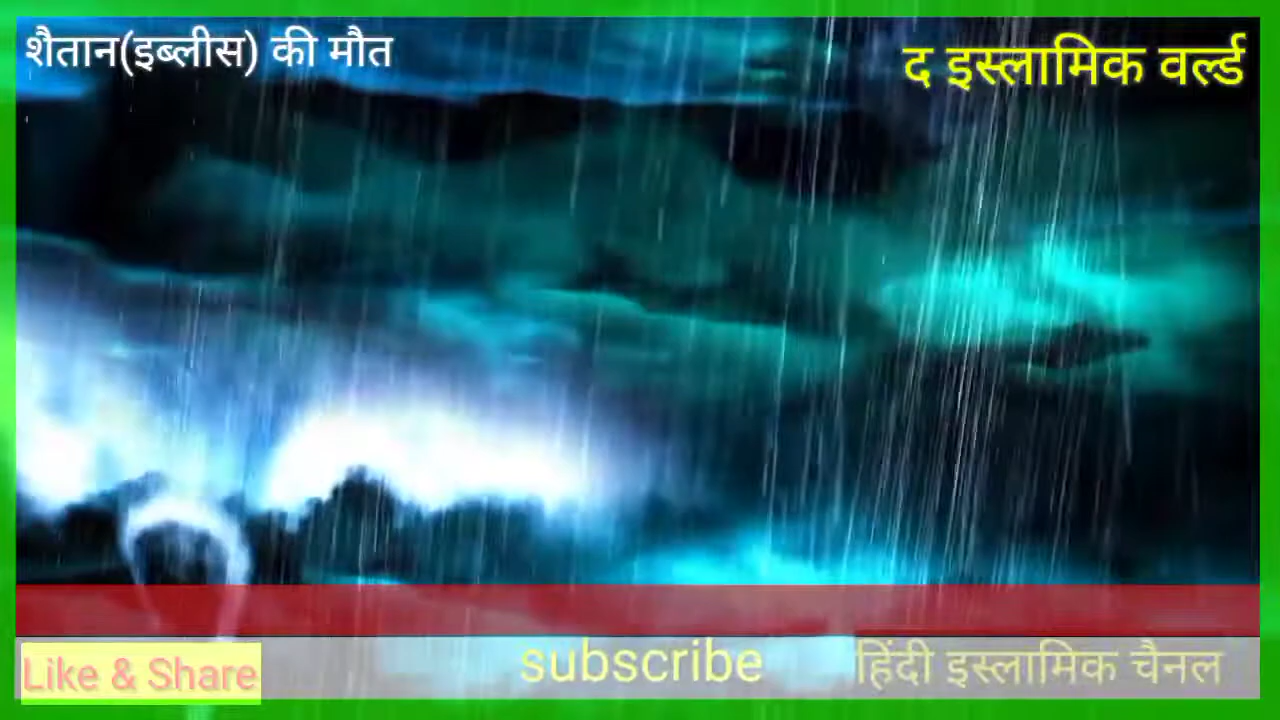 शैतान(इब्लीस) की मौत
द इस्लामिक वर्ल्ड
Like & Share
subscribe
हिंदी इस्लामिक चैनल